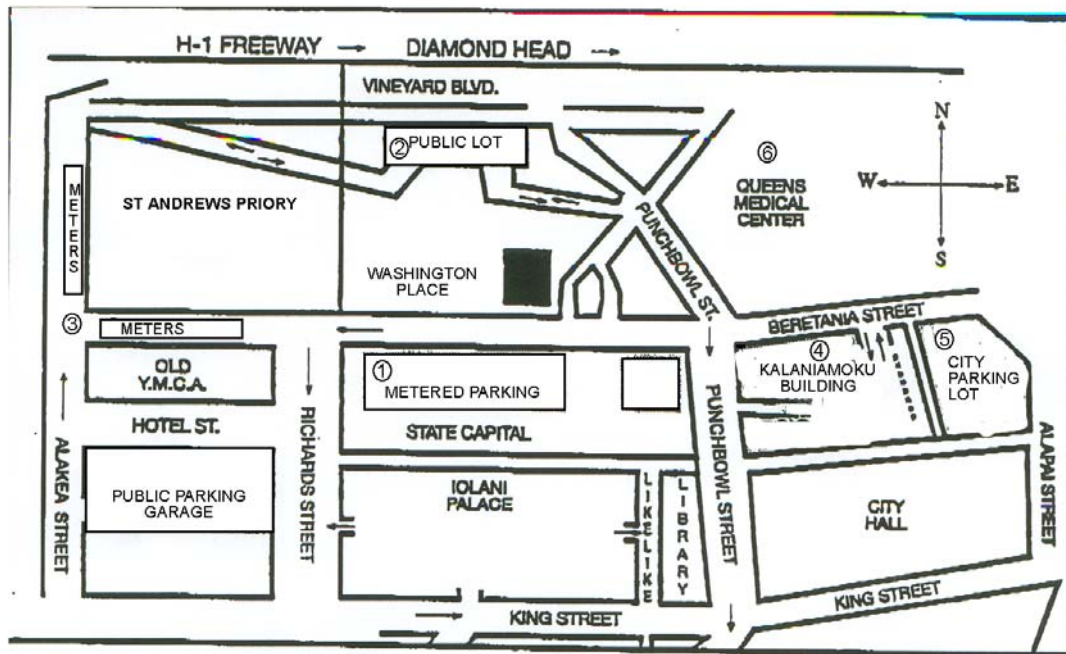 H-1 FREEWAY
DIAMOND HEAD
VINEYARD BLVD.
② PUBLIC LOT
⑥
QUEENS
MEDICAL
CENTER
N
W E
S
METERS
ST ANDREWS PRIORY
PUNCHBOWL ST.
WASHINGTON
PLACE
BERETANIA STREET
③
METERS
OLD
Y.M.C.A.
①
METERED PARKING
④
KALANIAMOKU
BUILDING
⑤
CITY
PARKING
LOT
HOTEL ST.
STATE CAPITAL
ALAKEA STREET
RICHARDS STREET
PUNCHBOWL STREET
ALAPAI STREET
PUBLIC PARKING
GARAGE
IOLANI
PALACE
LIKELIKE
LIBRARY
CITY
HALL
KING STREET
KING STREET